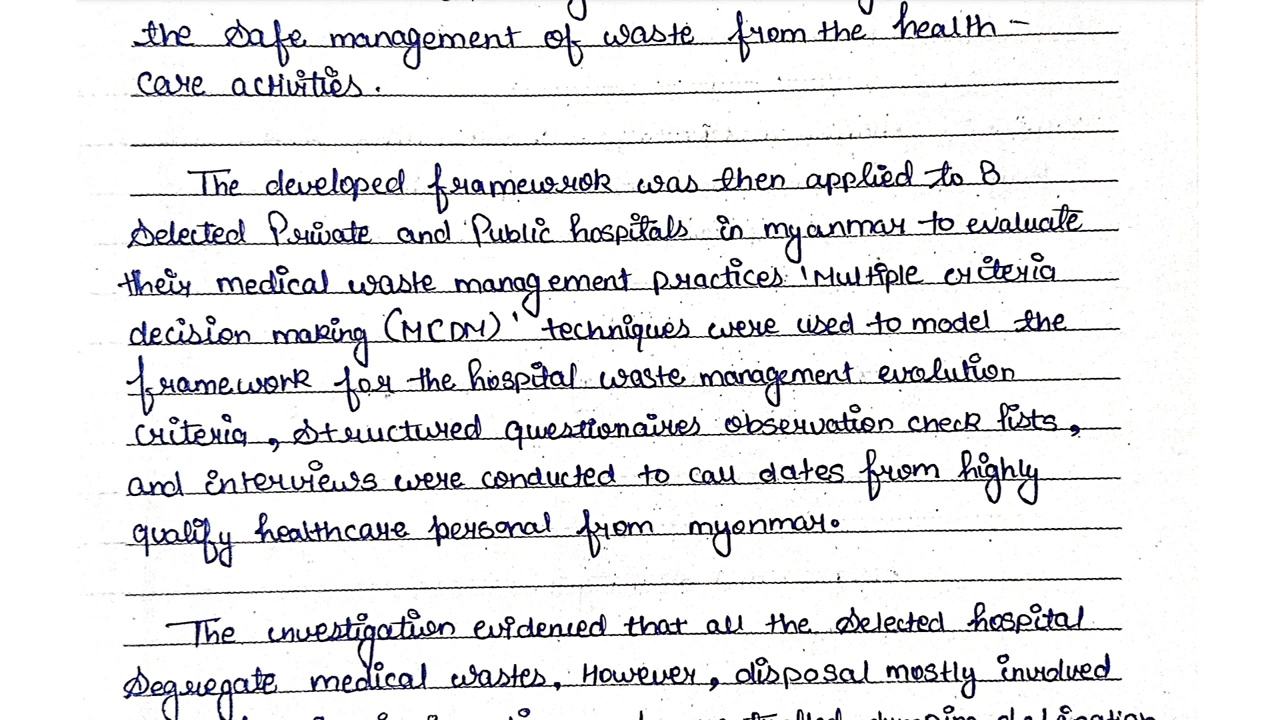 the safe management of waste from the health -
care activities.
The developed framewrok was then applied to 8
selected Private and Public hospitals in myanmar to evaluate
their medical waste management practices 'Multiple criteria
decision making (MCDM)' techniques were used to model the
framework for the hospital waste management evolution
criteria, structured questionaires observation check lists,
and interviews were conducted to call dates from highly
qualify healthcare personal from myonmar.
The investigation evidenced that all the selected hospital
segregate medical wastes. However, disposal mostly involved
dumping